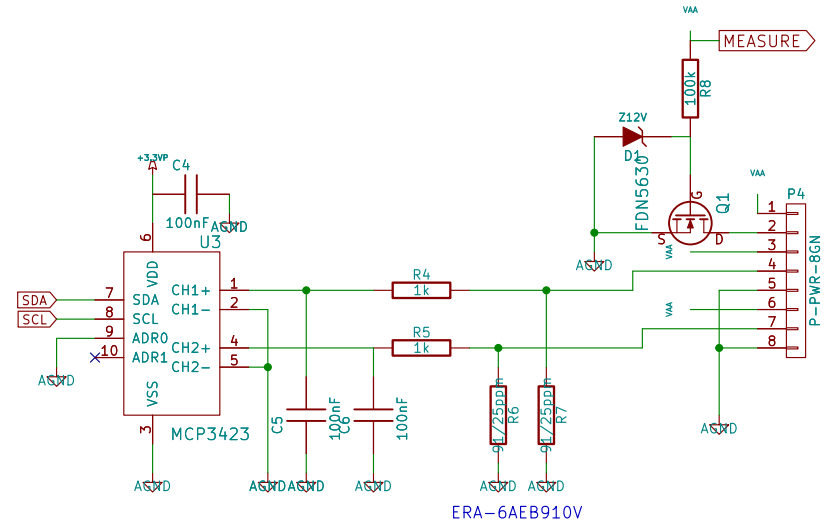 VAA
MEASURE
100k
R8
Z12V
D1
FDN5630
G
Q1
S
D
VAA
VAA
VAA
P4
1
2
3
4
5
6
7
8
P-PWR-8GN
AGND
AGND
+3.3VP
C4
100nF
AGND
U3
6
VDD
SDA
7
SDA
CH1+
1
R4
1k
SCL
8
SCL
CH1-
2
9
ADR0
CH2+
4
R5
1k
10
ADR1
CH2-
5
AGND
VSS
3
MCP3423
C5
100nF
C6
100nF
91/25ppm
R6
91/25ppm
R7
AGND
AGND
AGND
AGND
AGND
AGND
ERA-6AEB910V